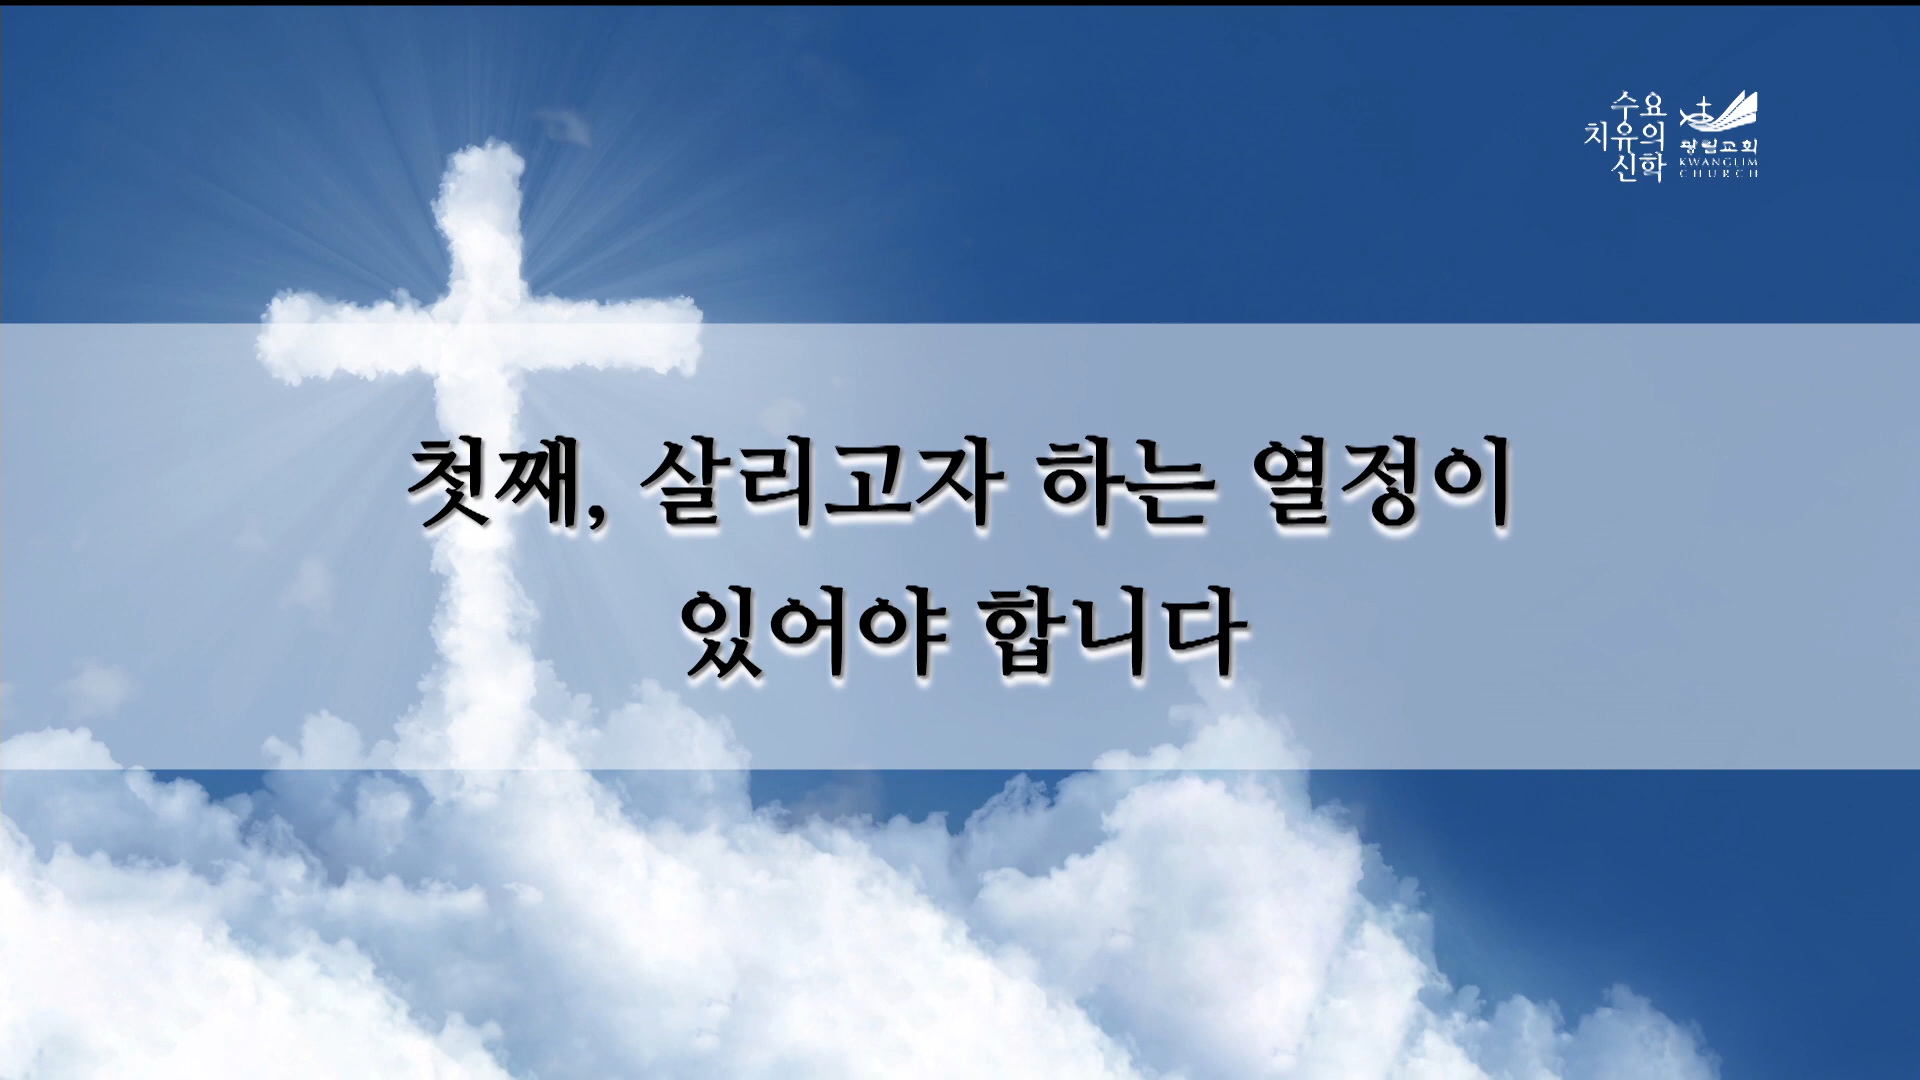 수요
치유의
신학
광림교회
KWANGLIM
CHURCH
첫째, 살리고자 하는 열정이
있어야 합니다